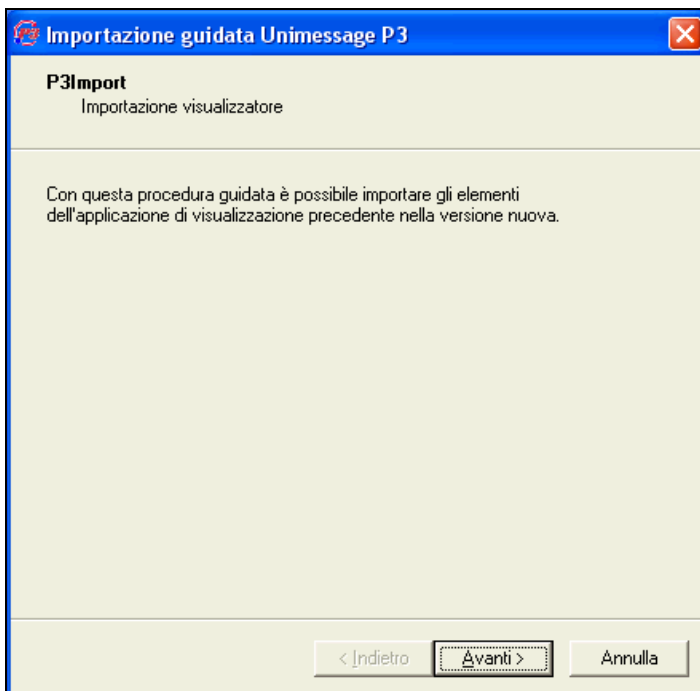 Importazione guidata Unimessage P3
P3Import
Importazione visualizzatore
Con questa procedura guidata è possibile importare gli elementi
dell'applicazione di visualizzazione precedente nella versione nuova.
< Indietro Avanti > Annulla